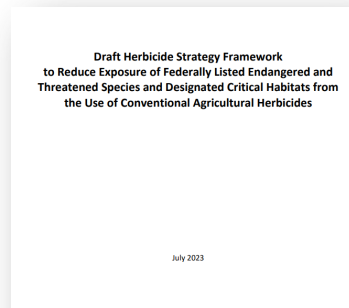 Draft Herbicide Strategy Framework
to Reduce Exposure of Federally Listed Endangered and
Threatened Species and Designated Critical Habitats from
the Use of Conventional Agricultural Herbicides
July 2023